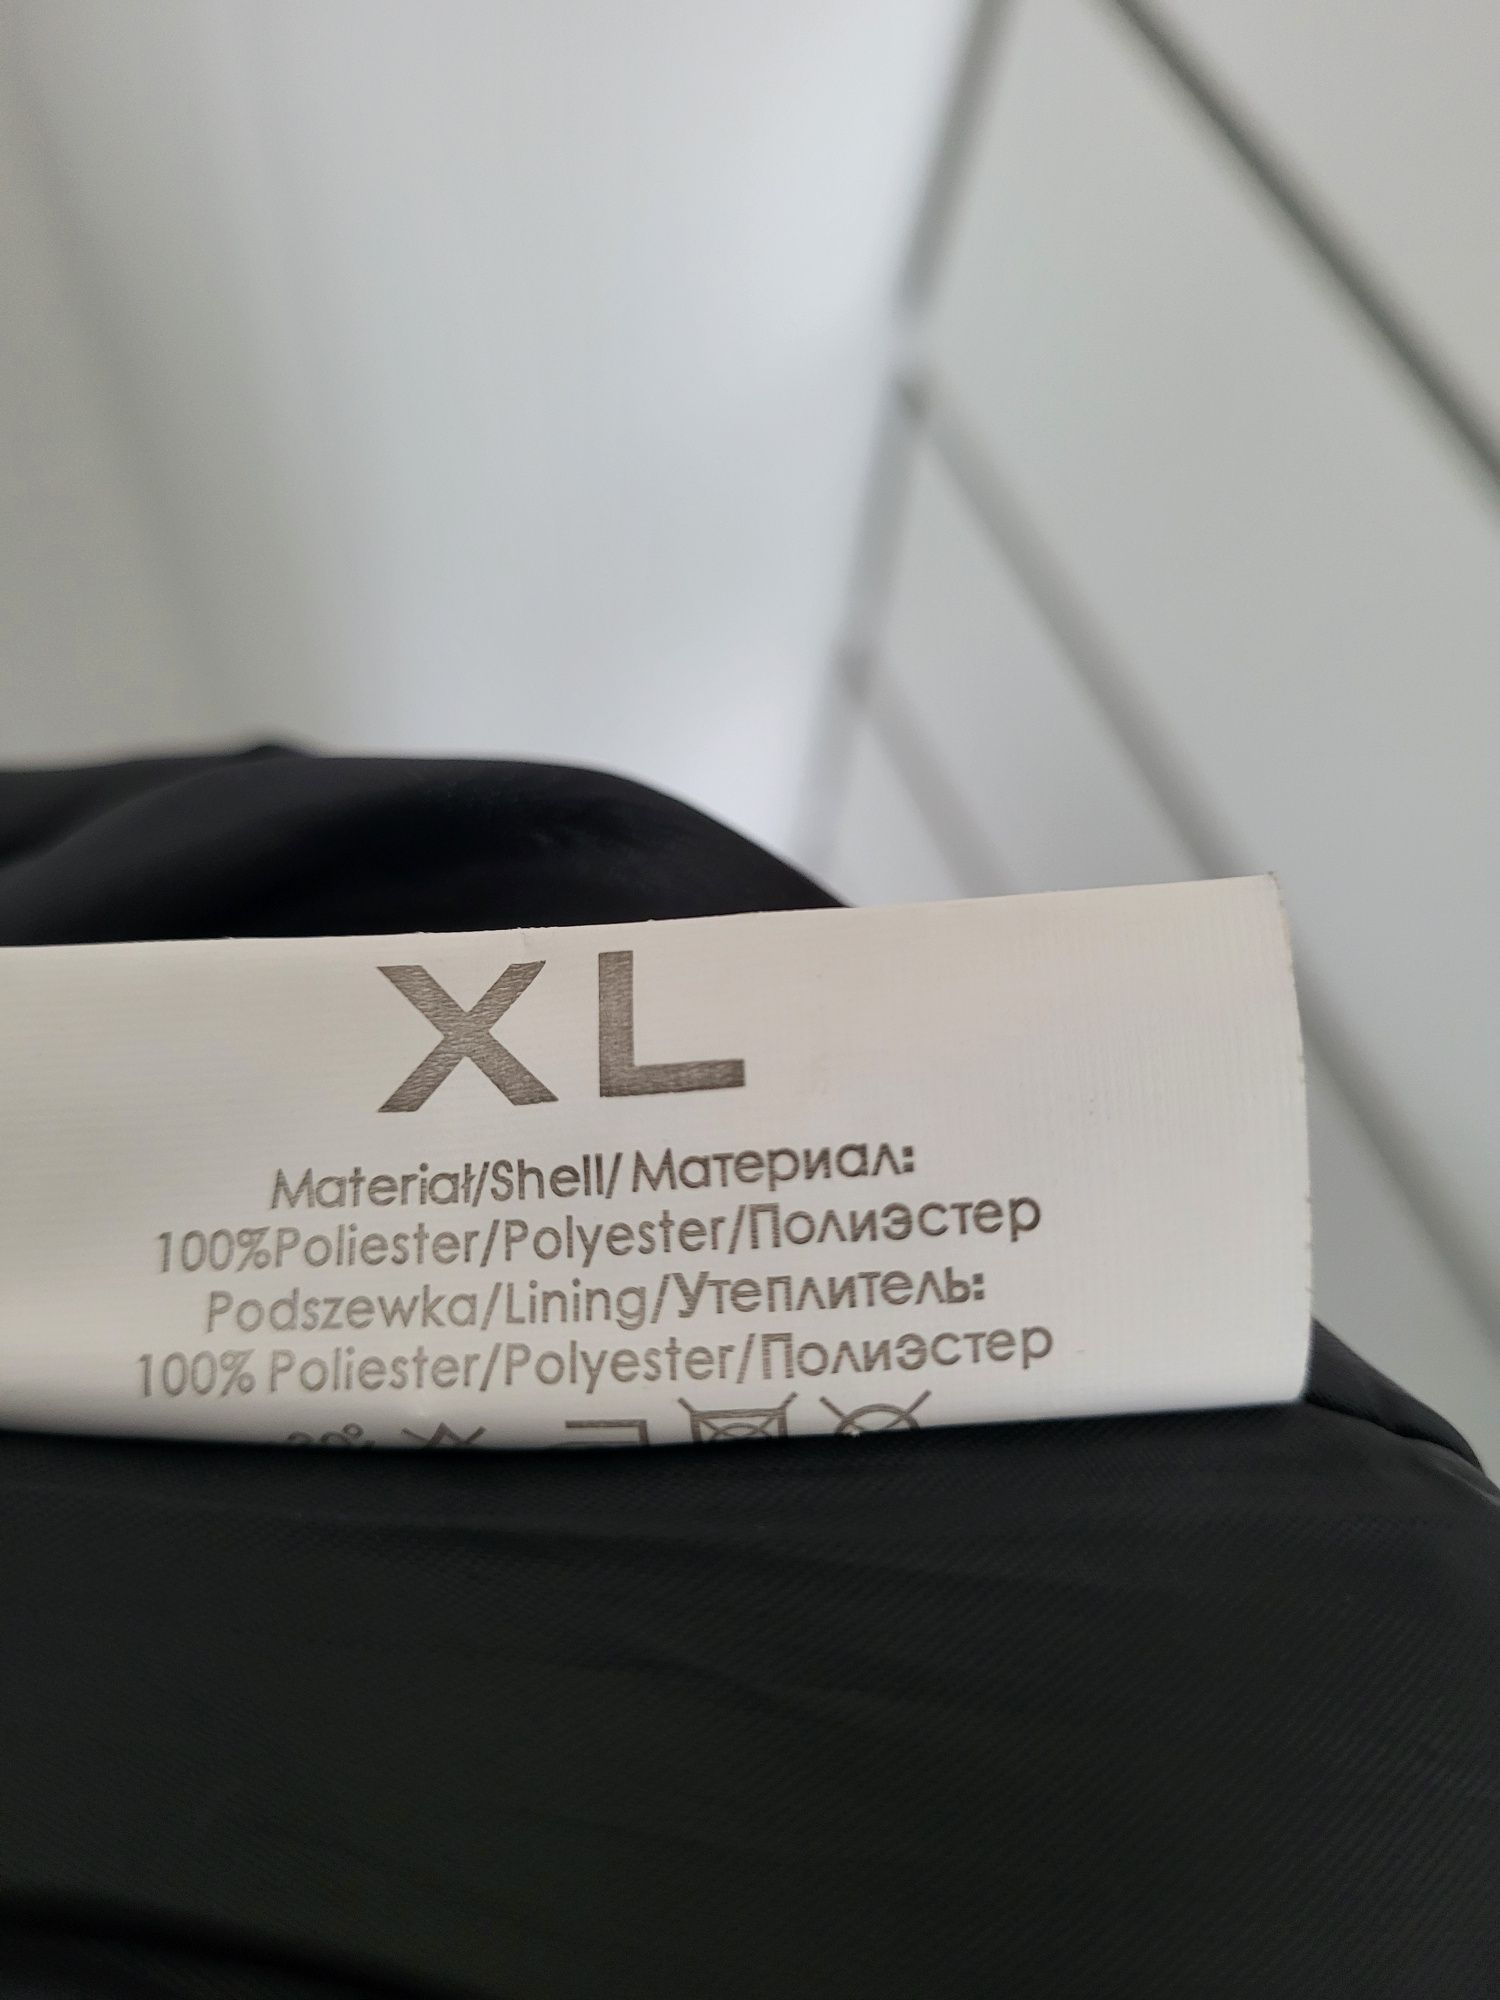 XL
Materiał/Shell/Материал:
100%Poliester/Polyester/Полиэстер
Podszewka/Lining/Утеплитель:
100% Poliester/Polyester/Полиэстер